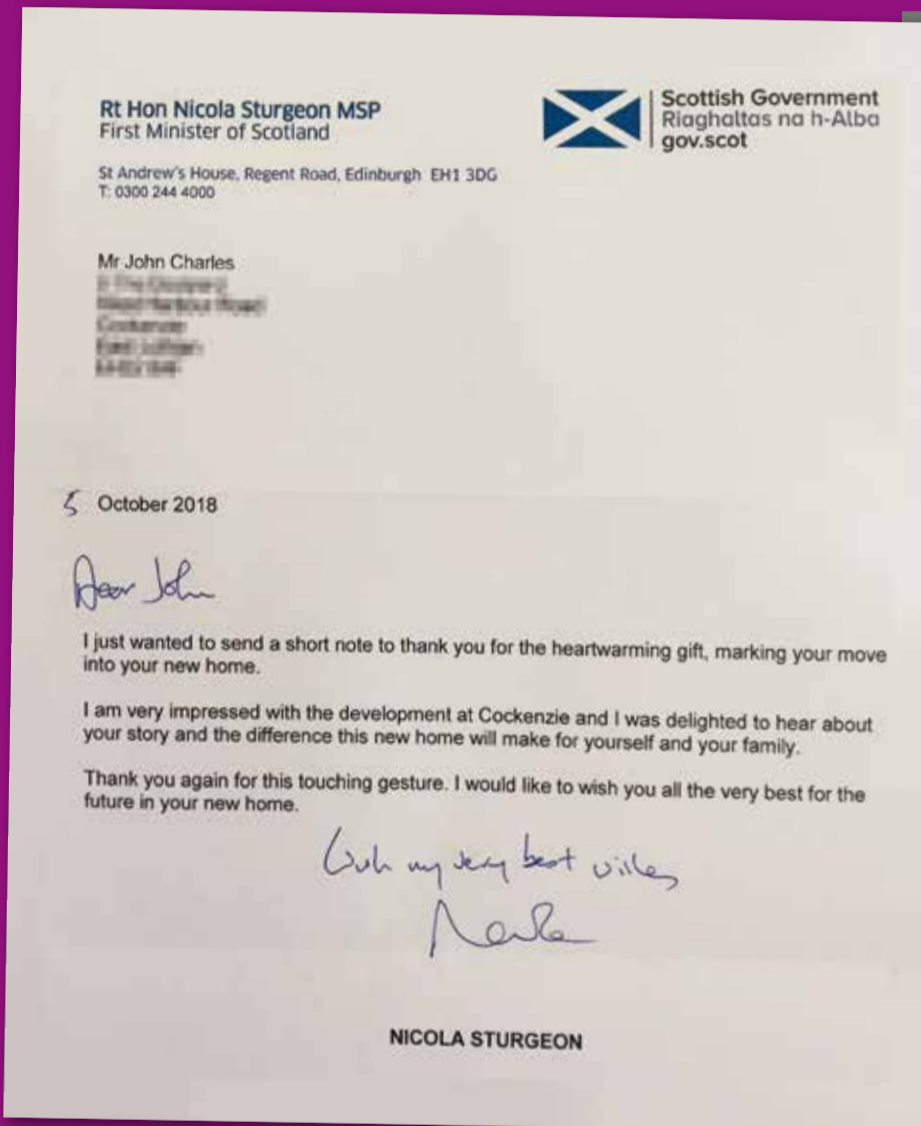 Rt Hon Nicola Sturgeon MSP
First Minister of Scotland
St Andrew's House, Regent Road, Edinburgh EH1 3DG
T: 0300 244 4000
Scottish Government
Riaghaltas na h-Alba
gov.scot
Mr John Charles
5 October 2018
Dear John
I just wanted to send a short note to thank you for the heartwarming gift, marking your move
into your new home.
I am very impressed with the development at Cockenzie and I was delighted to hear about
your story and the difference this new home will make for yourself and your family.
Thank you again for this touching gesture. I would like to wish you all the very best for the
future in your new home.
With my very best wishes
Nicola
NICOLA STURGEON